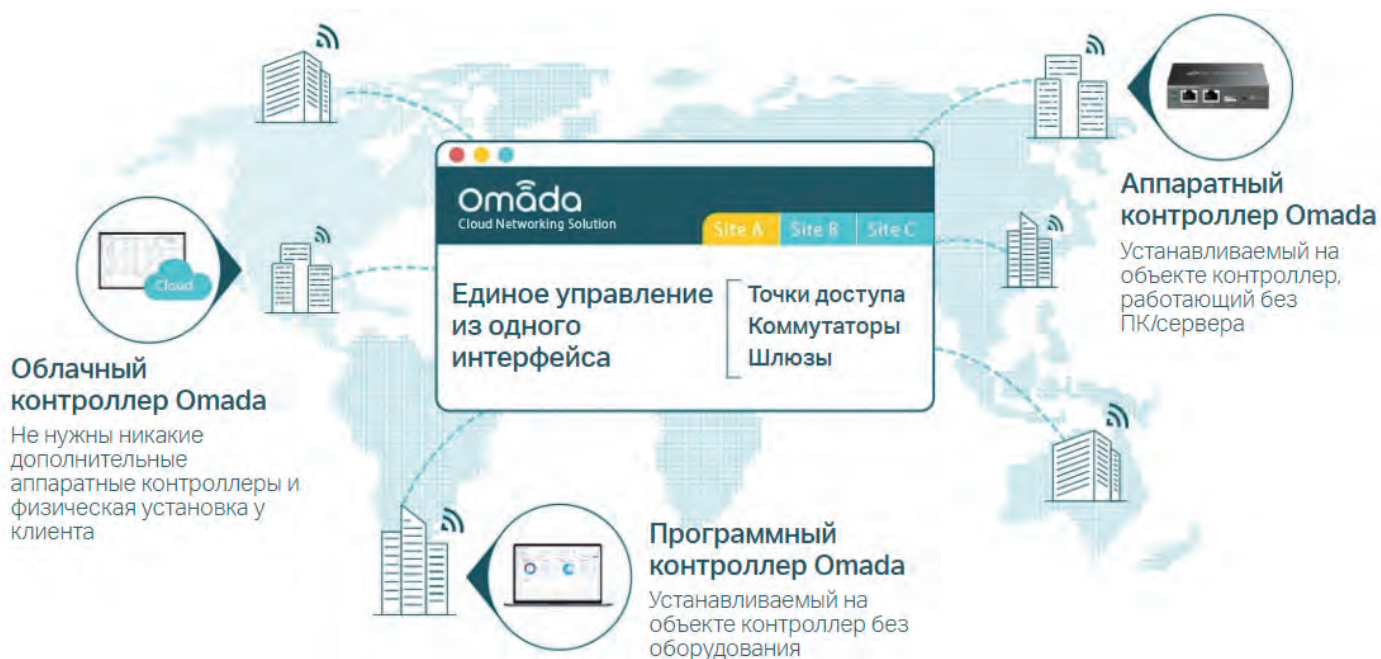 Omada
Cloud Networking Solution
Site A
Site B
Site C
Единое управление
из одного
интерфейса
Точки доступа
Коммутаторы
Шлюзы
Аппаратный
контроллер Omada
Устанавливаемый на
объекте контроллер,
работающий без
ПК/сервера
Cloud
Облачный
контроллер Omada
Не нужны никакие
дополнительные
аппаратные контроллеры и
физическая установка у
клиента
Программный
контроллер Omada
Устанавливаемый на
объекте контроллер без
оборудования